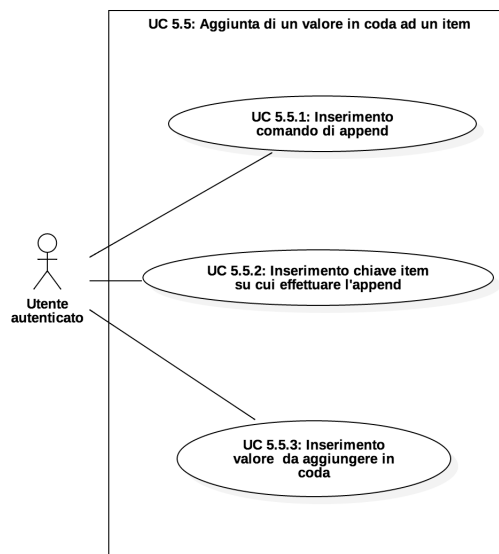 UC 5.5: Aggiunta di un valore in coda ad un item
UC 5.5.1: Inserimento
comando di append
UC 5.5.2: Inserimento chiave item
su cui effettuare l'append
Utente
autenticato
UC 5.5.3: Inserimento
valore  da aggiungere in
coda